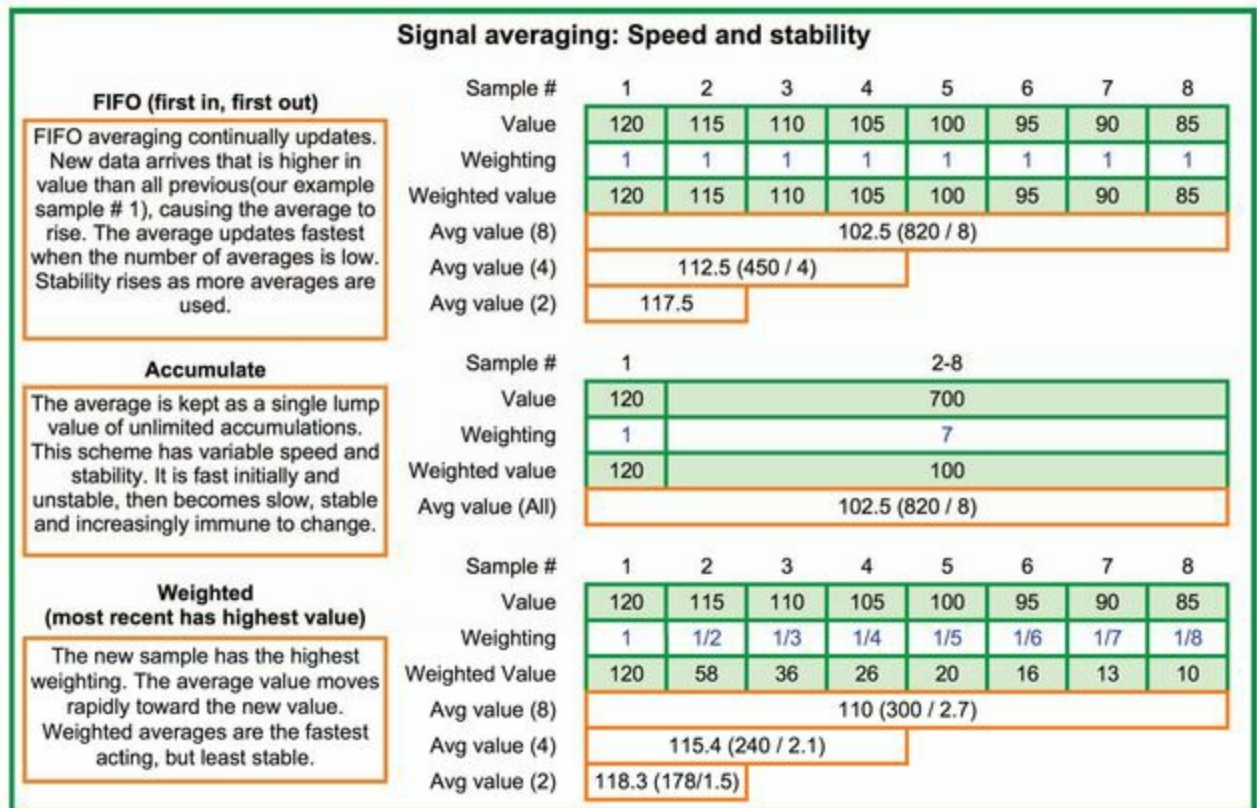 Signal averaging: Speed and stability
FIFO (first in, first out)
FIFO averaging continually updates.
New data arrives that is higher in
value than all previous(our example
sample # 1), causing the average to
rise. The average updates fastest
when the number of averages is low.
Stability rises as more averages are
used.
Sample # 1 2 3 4 5 6 7 8
Value 120 115 110 105 100 95 90 85
Weighting 1 1 1 1 1 1 1 1
Weighted value 120 115 110 105 100 95 90 85
Avg value (8) 102.5 (820 / 8)
Avg value (4) 112.5 (450 / 4)
Avg value (2) 117.5
Accumulate
The average is kept as a single lump
value of unlimited accumulations.
This scheme has variable speed and
stability. It is fast initially and
unstable, then becomes slow, stable
and increasingly immune to change.
Sample # 1 2-8
Value 120 700
Weighting 1 7
Weighted value 120 100
Avg value (All) 102.5 (820 / 8)
Weighted
(most recent has highest value)
The new sample has the highest
weighting. The average value moves
rapidly toward the new value.
Weighted averages are the fastest
acting, but least stable.
Sample # 1 2 3 4 5 6 7 8
Value 120 115 110 105 100 95 90 85
Weighting 1 1/2 1/3 1/4 1/5 1/6 1/7 1/8
Weighted Value 120 58 36 26 20 16 13 10
Avg value (8) 110 (300 / 2.7)
Avg value (4) 115.4 (240 / 2.1)
Avg value (2) 118.3 (178/1.5)